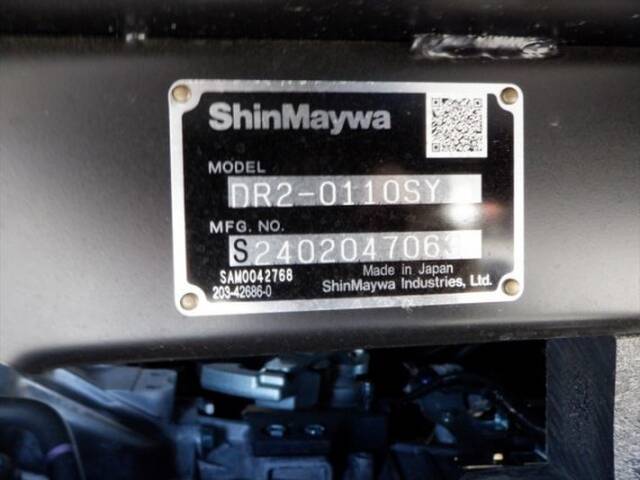 ShinMaywa
MODEL
DR2-0110SY
MFG. NO.
S2402047063
SAM0042768
Made in Japan
203-42686-0
ShinMaywa Industries, Ltd.